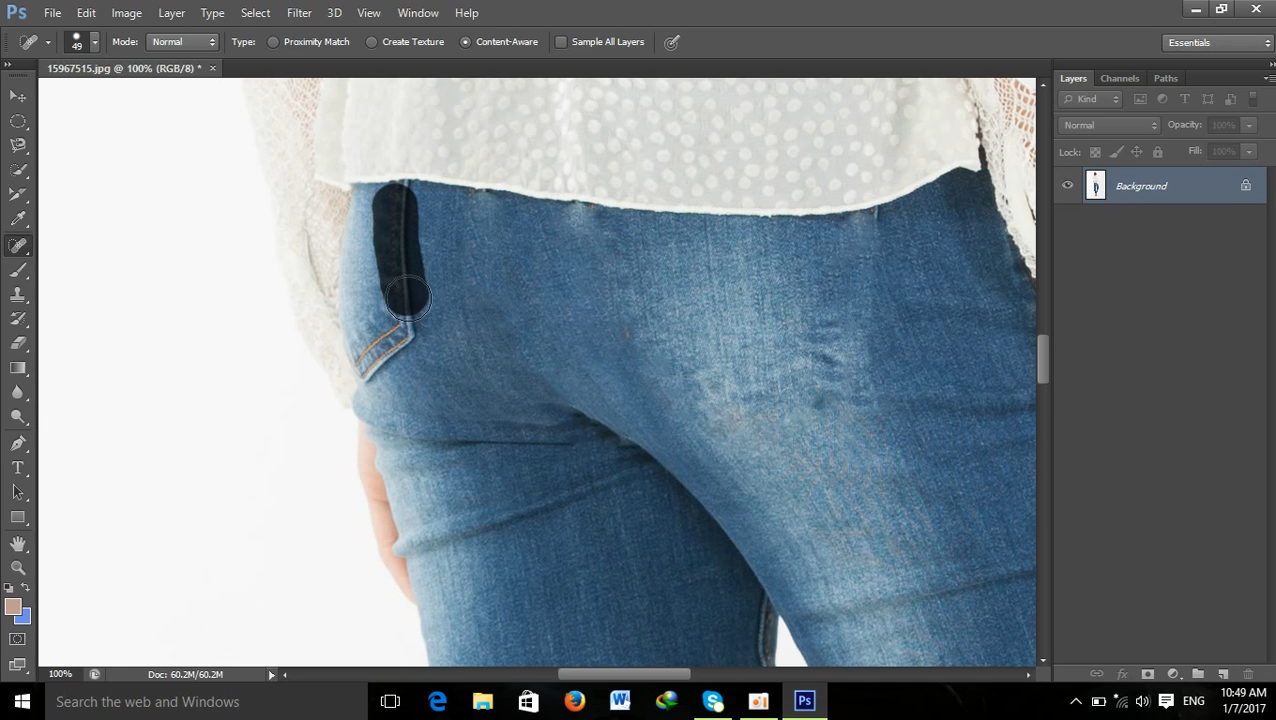 Ps File Edit Image Layer Type Select Filter 3D View Window Help
49 Mode: Normal Type: Proximity Match Create Texture Content-Aware Sample All Layers Essentials
15967515.jpg @ 100% (RGB/8) * ×
Layers Channels Paths
Kind
Normal Opacity: 100%
Lock: Fill: 100%
Background
100% Doc: 60.2M/60.2M
Search the web and Windows
ENG
10:49 AM
1/7/2017